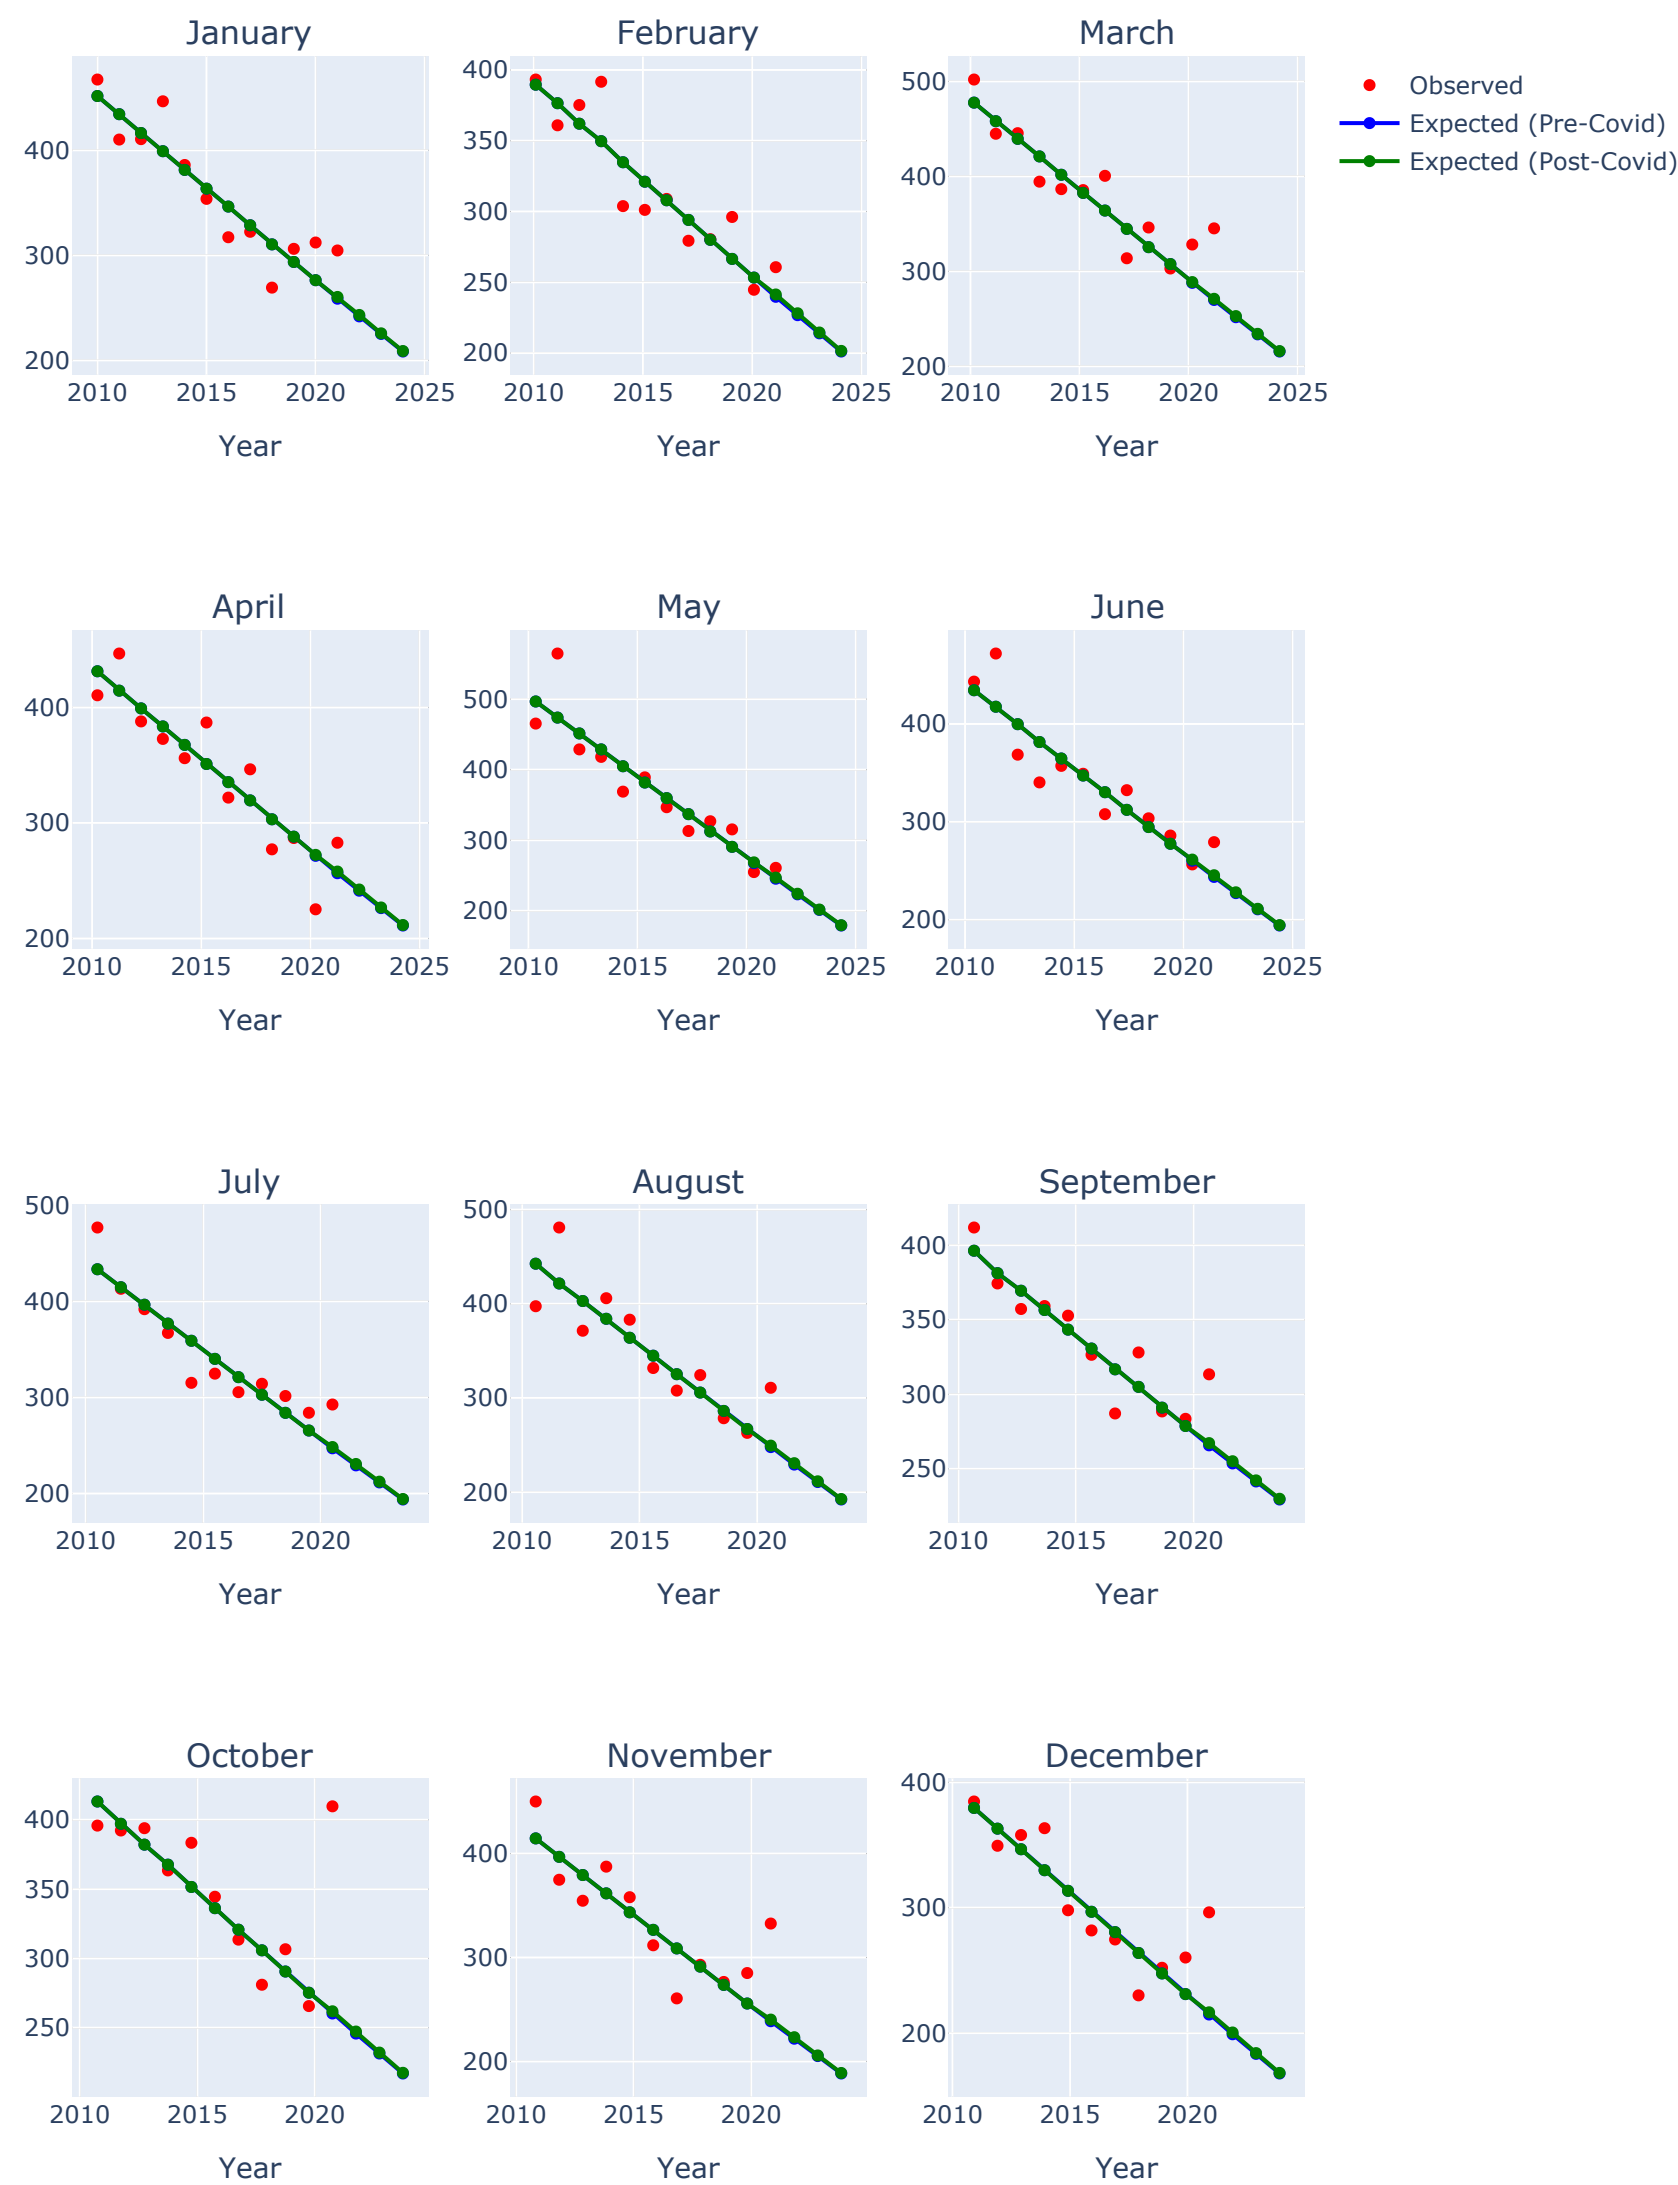 January February March
400
300
200
2010 2015 2020 2025
Year
400
350
300
250
200
2010 2015 2020 2025
Year
500
400
300
200
2010 2015 2020 2025
Year
Observed
Expected (Pre-Covid)
Expected (Post-Covid)
April May June
400
300
200
2010 2015 2020 2025
Year
500
400
300
200
2010 2015 2020 2025
Year
400
300
200
2010 2015 2020 2025
Year
July August September
500
400
300
200
2010 2015 2020
Year
500
400
300
200
2010 2015 2020
Year
400
350
300
250
2010 2015 2020
Year
October November December
400
350
300
250
2010 2015 2020
Year
400
300
200
2010 2015 2020
Year
400
300
200
2010 2015 2020
Year